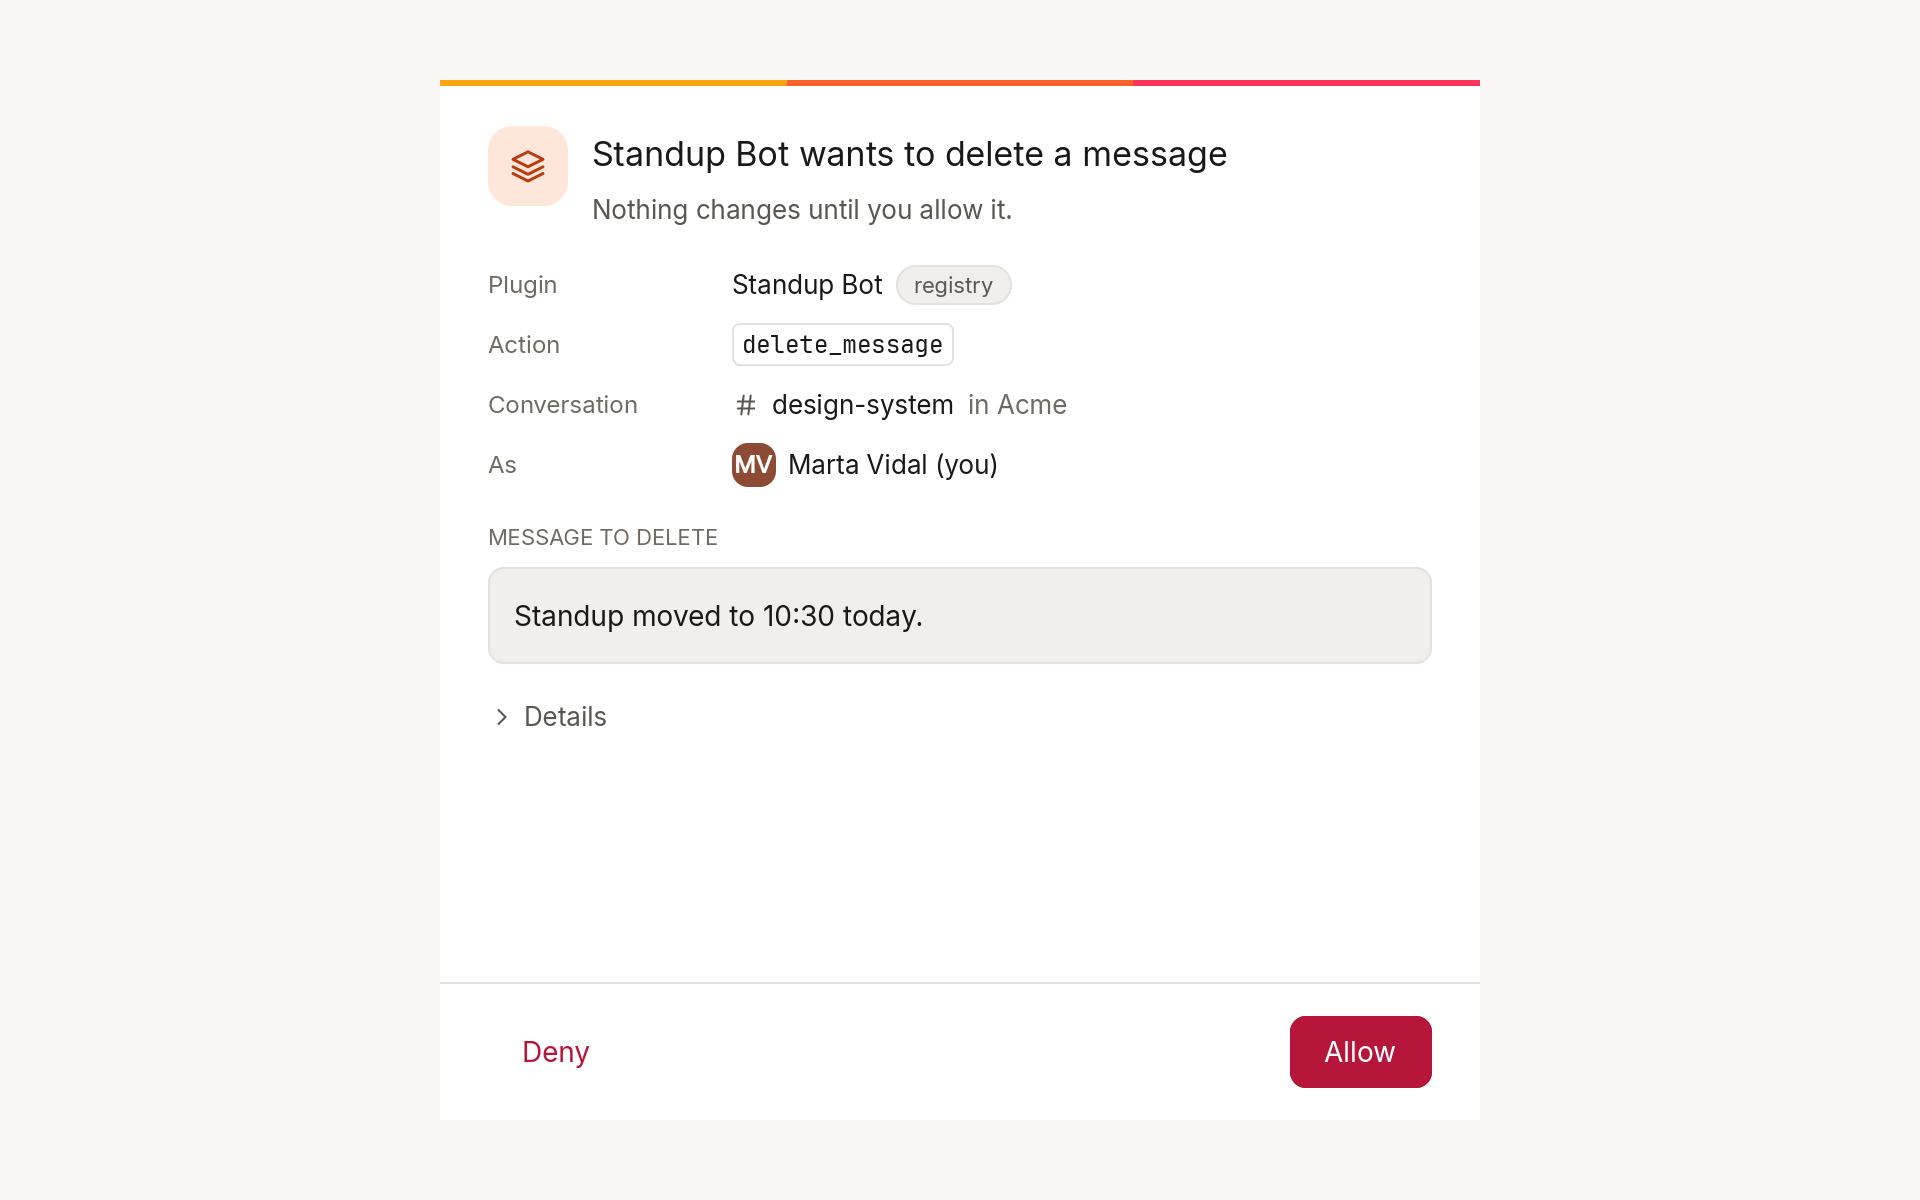 Standup Bot wants to delete a message
Nothing changes until you allow it.
Plugin Standup Bot registry
Action delete_message
Conversation # design-system in Acme
As MV Marta Vidal (you)
MESSAGE TO DELETE
Standup moved to 10:30 today.
Details
Deny Allow